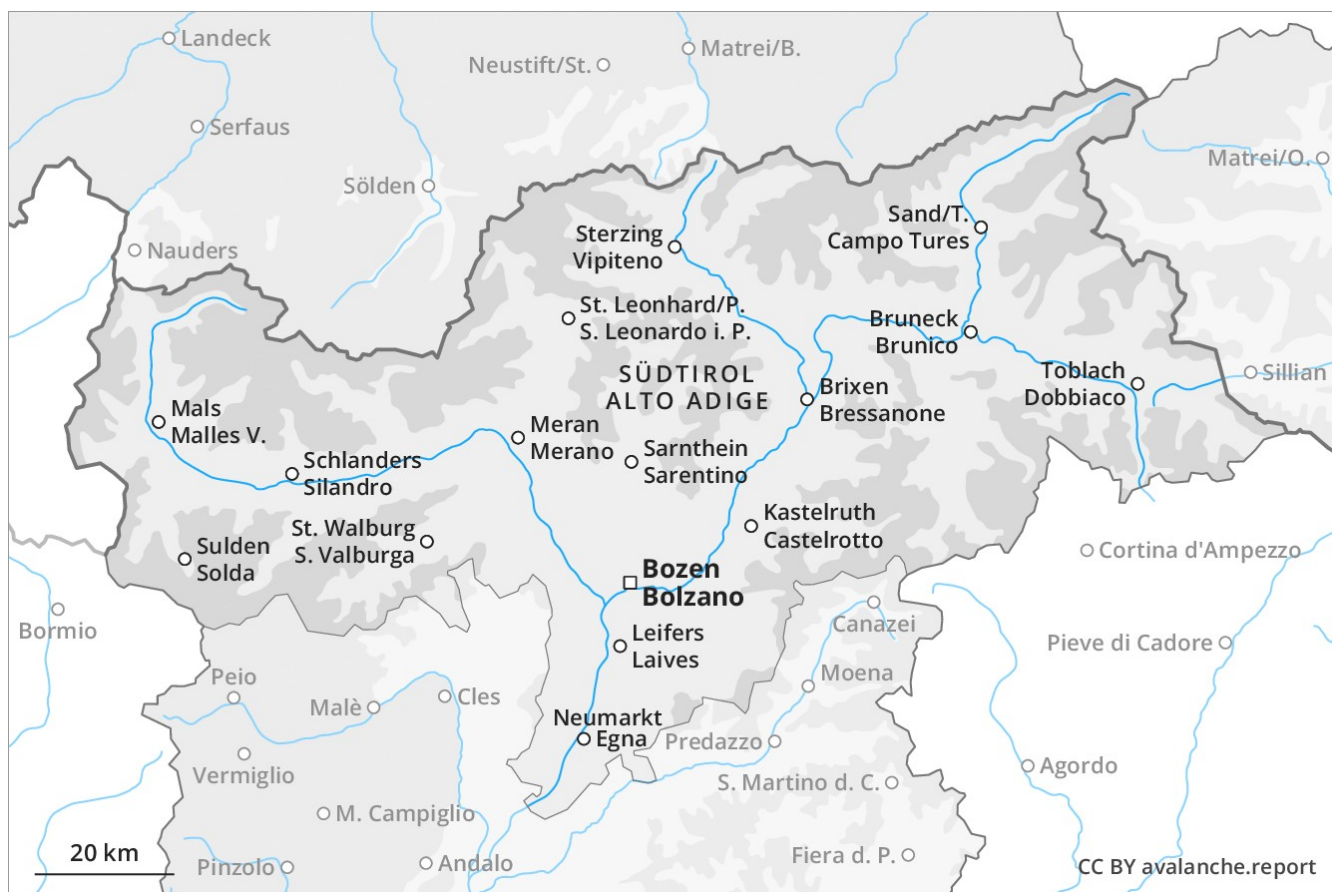 Landeck
Neustift/St.
Matrei/B.
Serfaus
Sölden
Matrei/O.
Nauders
Sterzing
Vipiteno
Sand/T.
Campo Tures
St. Leonhard/P.
S. Leonardo i. P.
Bruneck
Brunico
SÜDTIROL
ALTO ADIGE
Toblach
Dobbiaco
Sillian
Brixen
Bressanone
Mals
Malles V.
Meran
Merano
Schlanders
Silandro
Sarnthein
Sarentino
St. Walburg
S. Valburga
Kastelruth
Castelrotto
Sulden
Solda
Cortina d'Ampezzo
Bozen
Bolzano
Bormio
Canazei
Leifers
Laives
Pieve di Cadore
Peio
Moena
Malè
Cles
Neumarkt
Egna
Predazzo
Vermiglio
Agordo
S. Martino d. C.
M. Campiglio
20 km
Pinzolo
Andalo
Fiera d. P.
CC BY avalanche.report